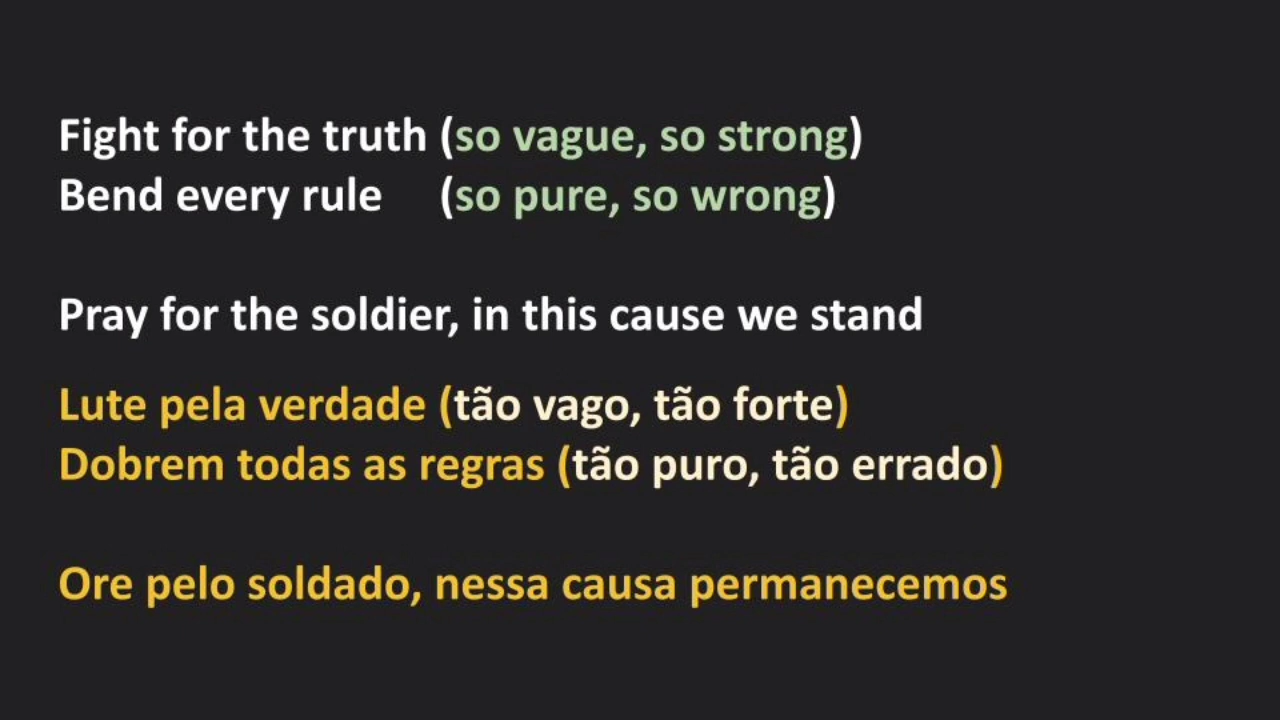 Fight for the truth (so vague, so strong)
Bend every rule (so pure, so wrong)
Pray for the soldier, in this cause we stand
Lute pela verdade (tão vago, tão forte)
Dobrem todas as regras (tão puro, tão errado)
Ore pelo soldado, nessa causa permanecemos